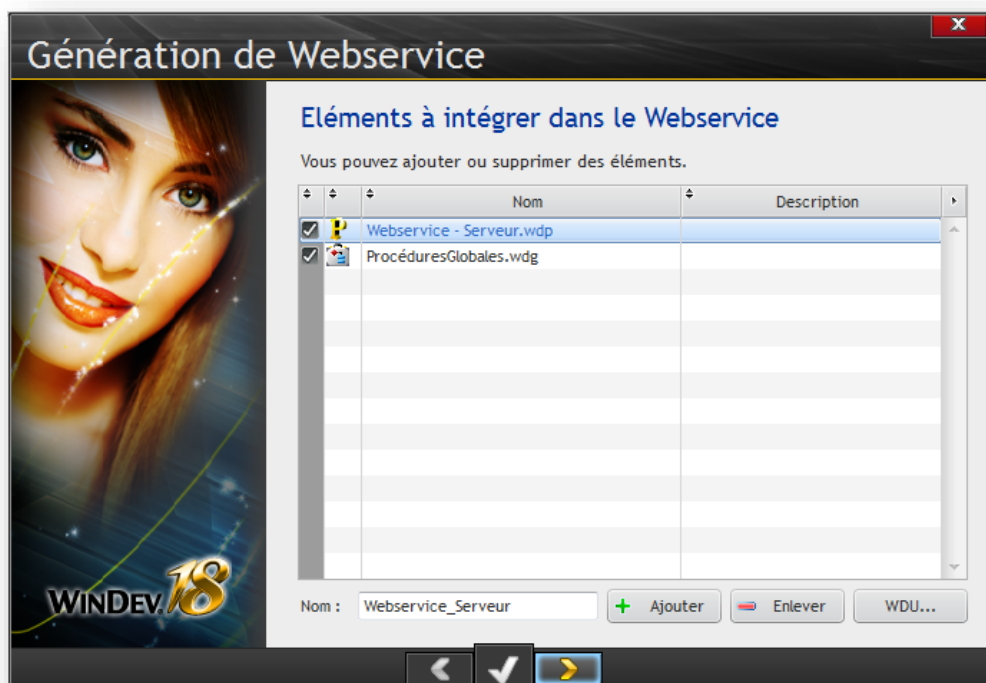 Génération de Webservice
Eléments à intégrer dans le Webservice
Vous pouvez ajouter ou supprimer des éléments.
Nom Description
Webservice - Serveur.wdp
ProcéduresGlobales.wdg
WINDEV. 18
Nom : Webservice_Serveur + Ajouter Enlever WDU...